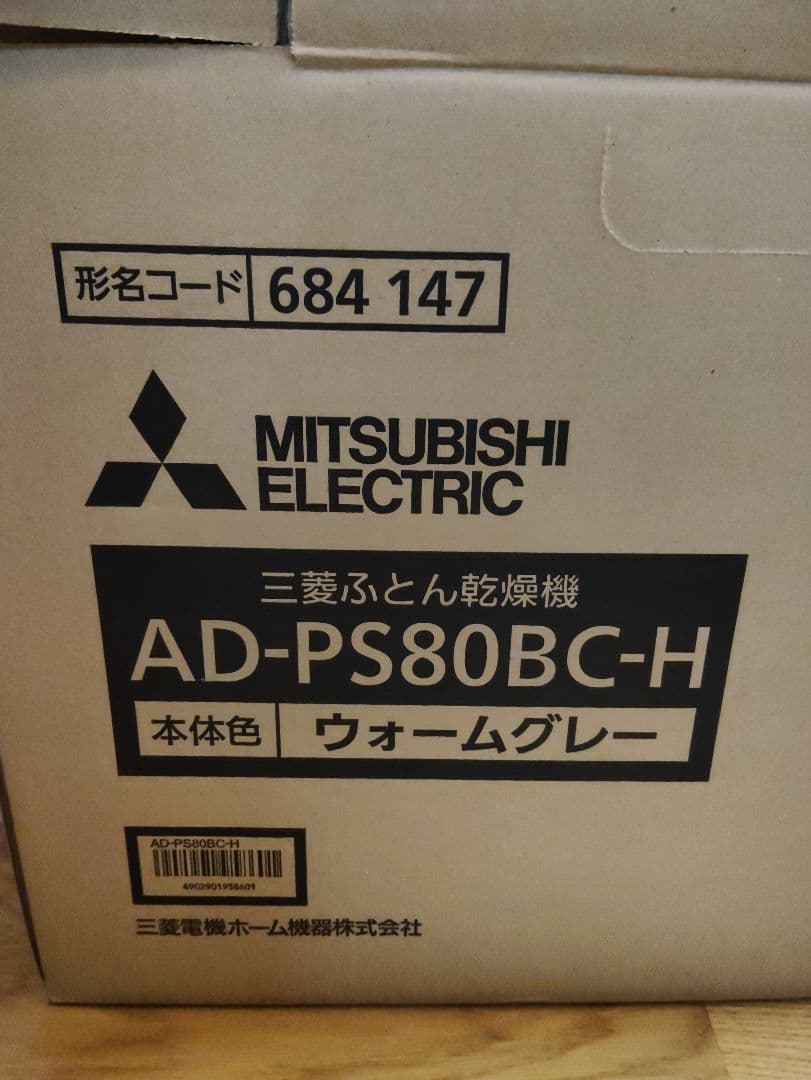 形名コード 684 147
MITSUBISHI
ELECTRIC
三菱ふとん乾燥機
AD-PS80BC-H
本体色 ウォームグレー
AD-PS80BC-H
4902901958601
三菱電機ホーム機器株式会社